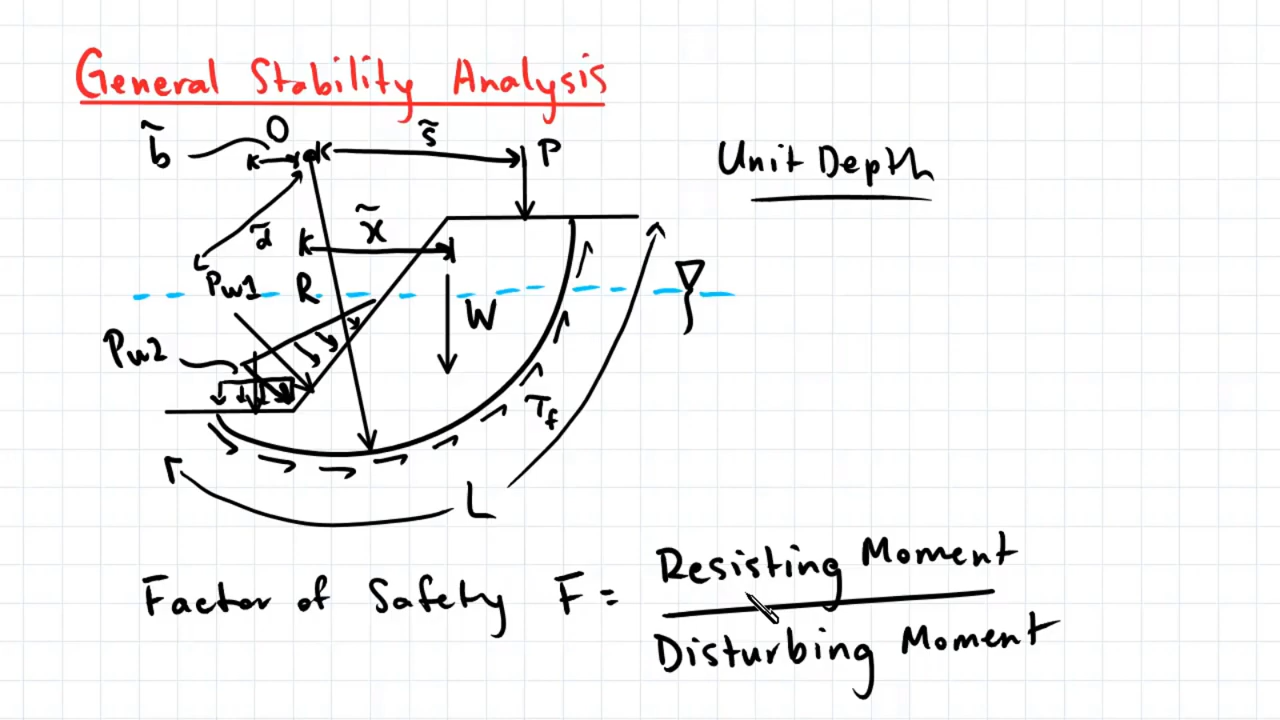 General Stability Analysis
b̃ O s̃ P
Unit Depth
d̃ x̃
Pw1 R W
Pw2
τf
L
Factor of Safety F = Resisting Moment
Disturbing Moment